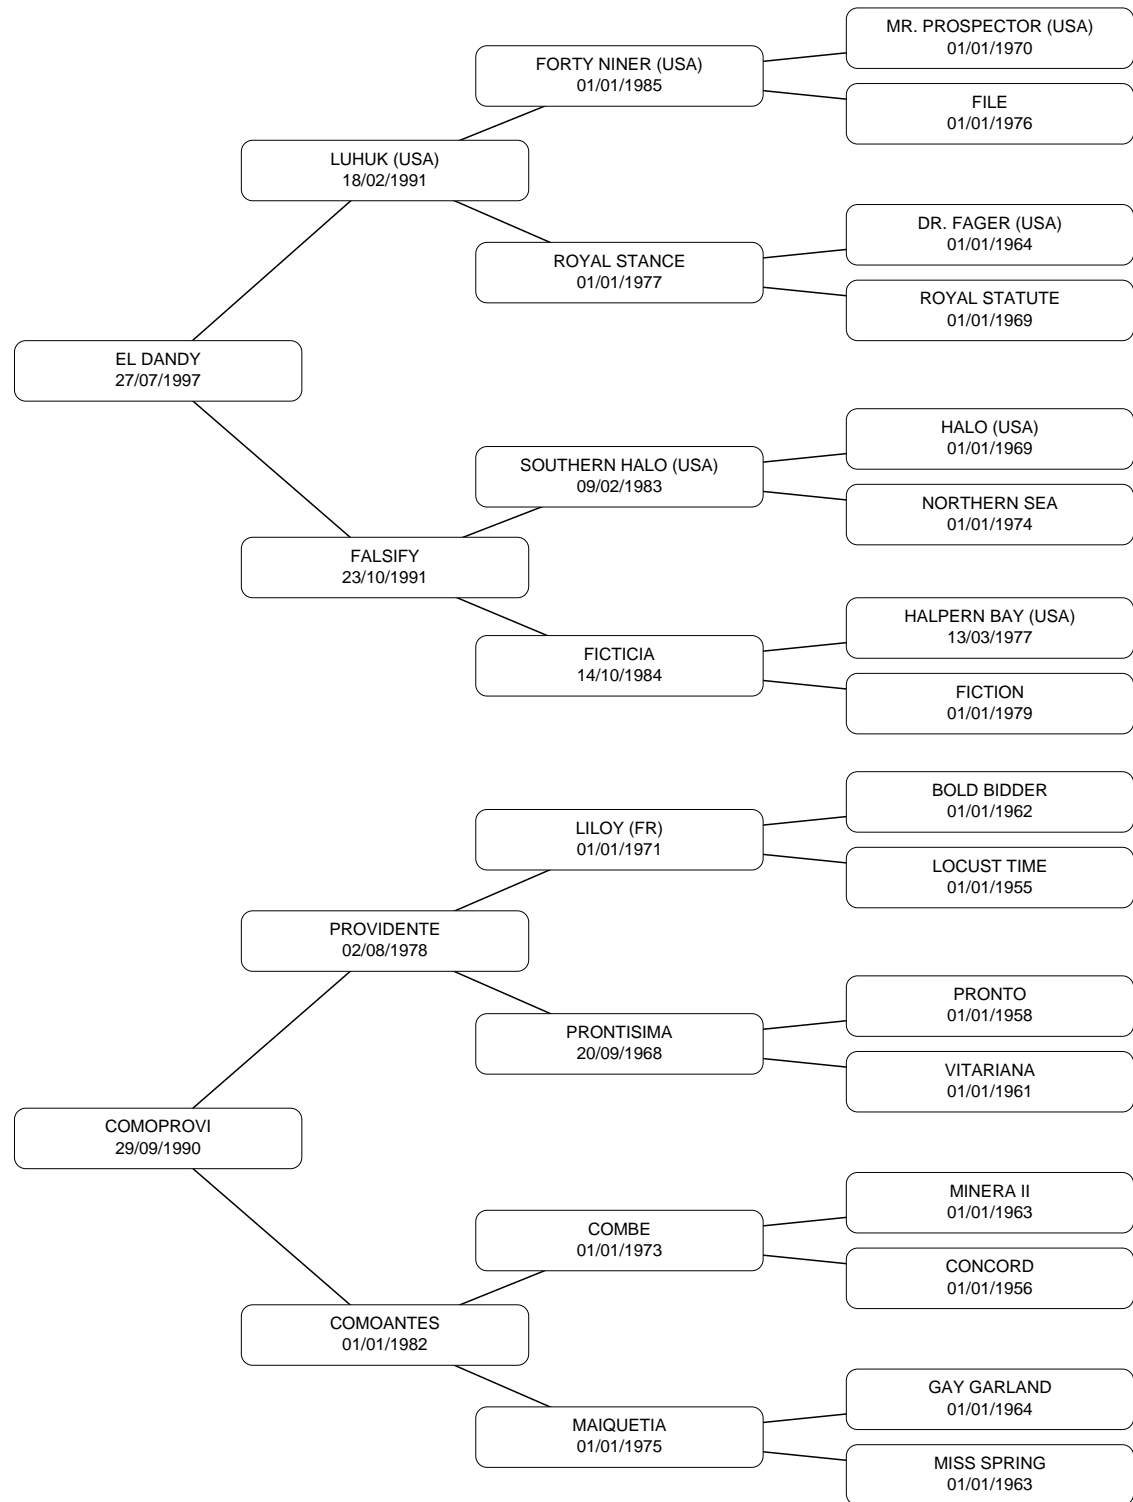 MR. PROSPECTOR (USA)
01/01/1970
FORTY NINER (USA)
01/01/1985
FILE
01/01/1976
LUHUK (USA)
18/02/1991
DR. FAGER (USA)
01/01/1964
ROYAL STANCE
01/01/1977
ROYAL STATUTE
01/01/1969
EL DANDY
27/07/1997
HALO (USA)
01/01/1969
SOUTHERN HALO (USA)
09/02/1983
NORTHERN SEA
01/01/1974
FALSIFY
23/10/1991
HALPERN BAY (USA)
13/03/1977
FICTICIA
14/10/1984
FICTION
01/01/1979
BOLD BIDDER
01/01/1962
LILOY (FR)
01/01/1971
LOCUST TIME
01/01/1955
PROVIDENTE
02/08/1978
PRONTO
01/01/1958
PRONTISIMA
20/09/1968
VITARIANA
01/01/1961
COMOPROVI
29/09/1990
MINERA II
01/01/1963
COMBE
01/01/1973
CONCORD
01/01/1956
COMOANTES
01/01/1982
GAY GARLAND
01/01/1964
MAIQUETIA
01/01/1975
MISS SPRING
01/01/1963